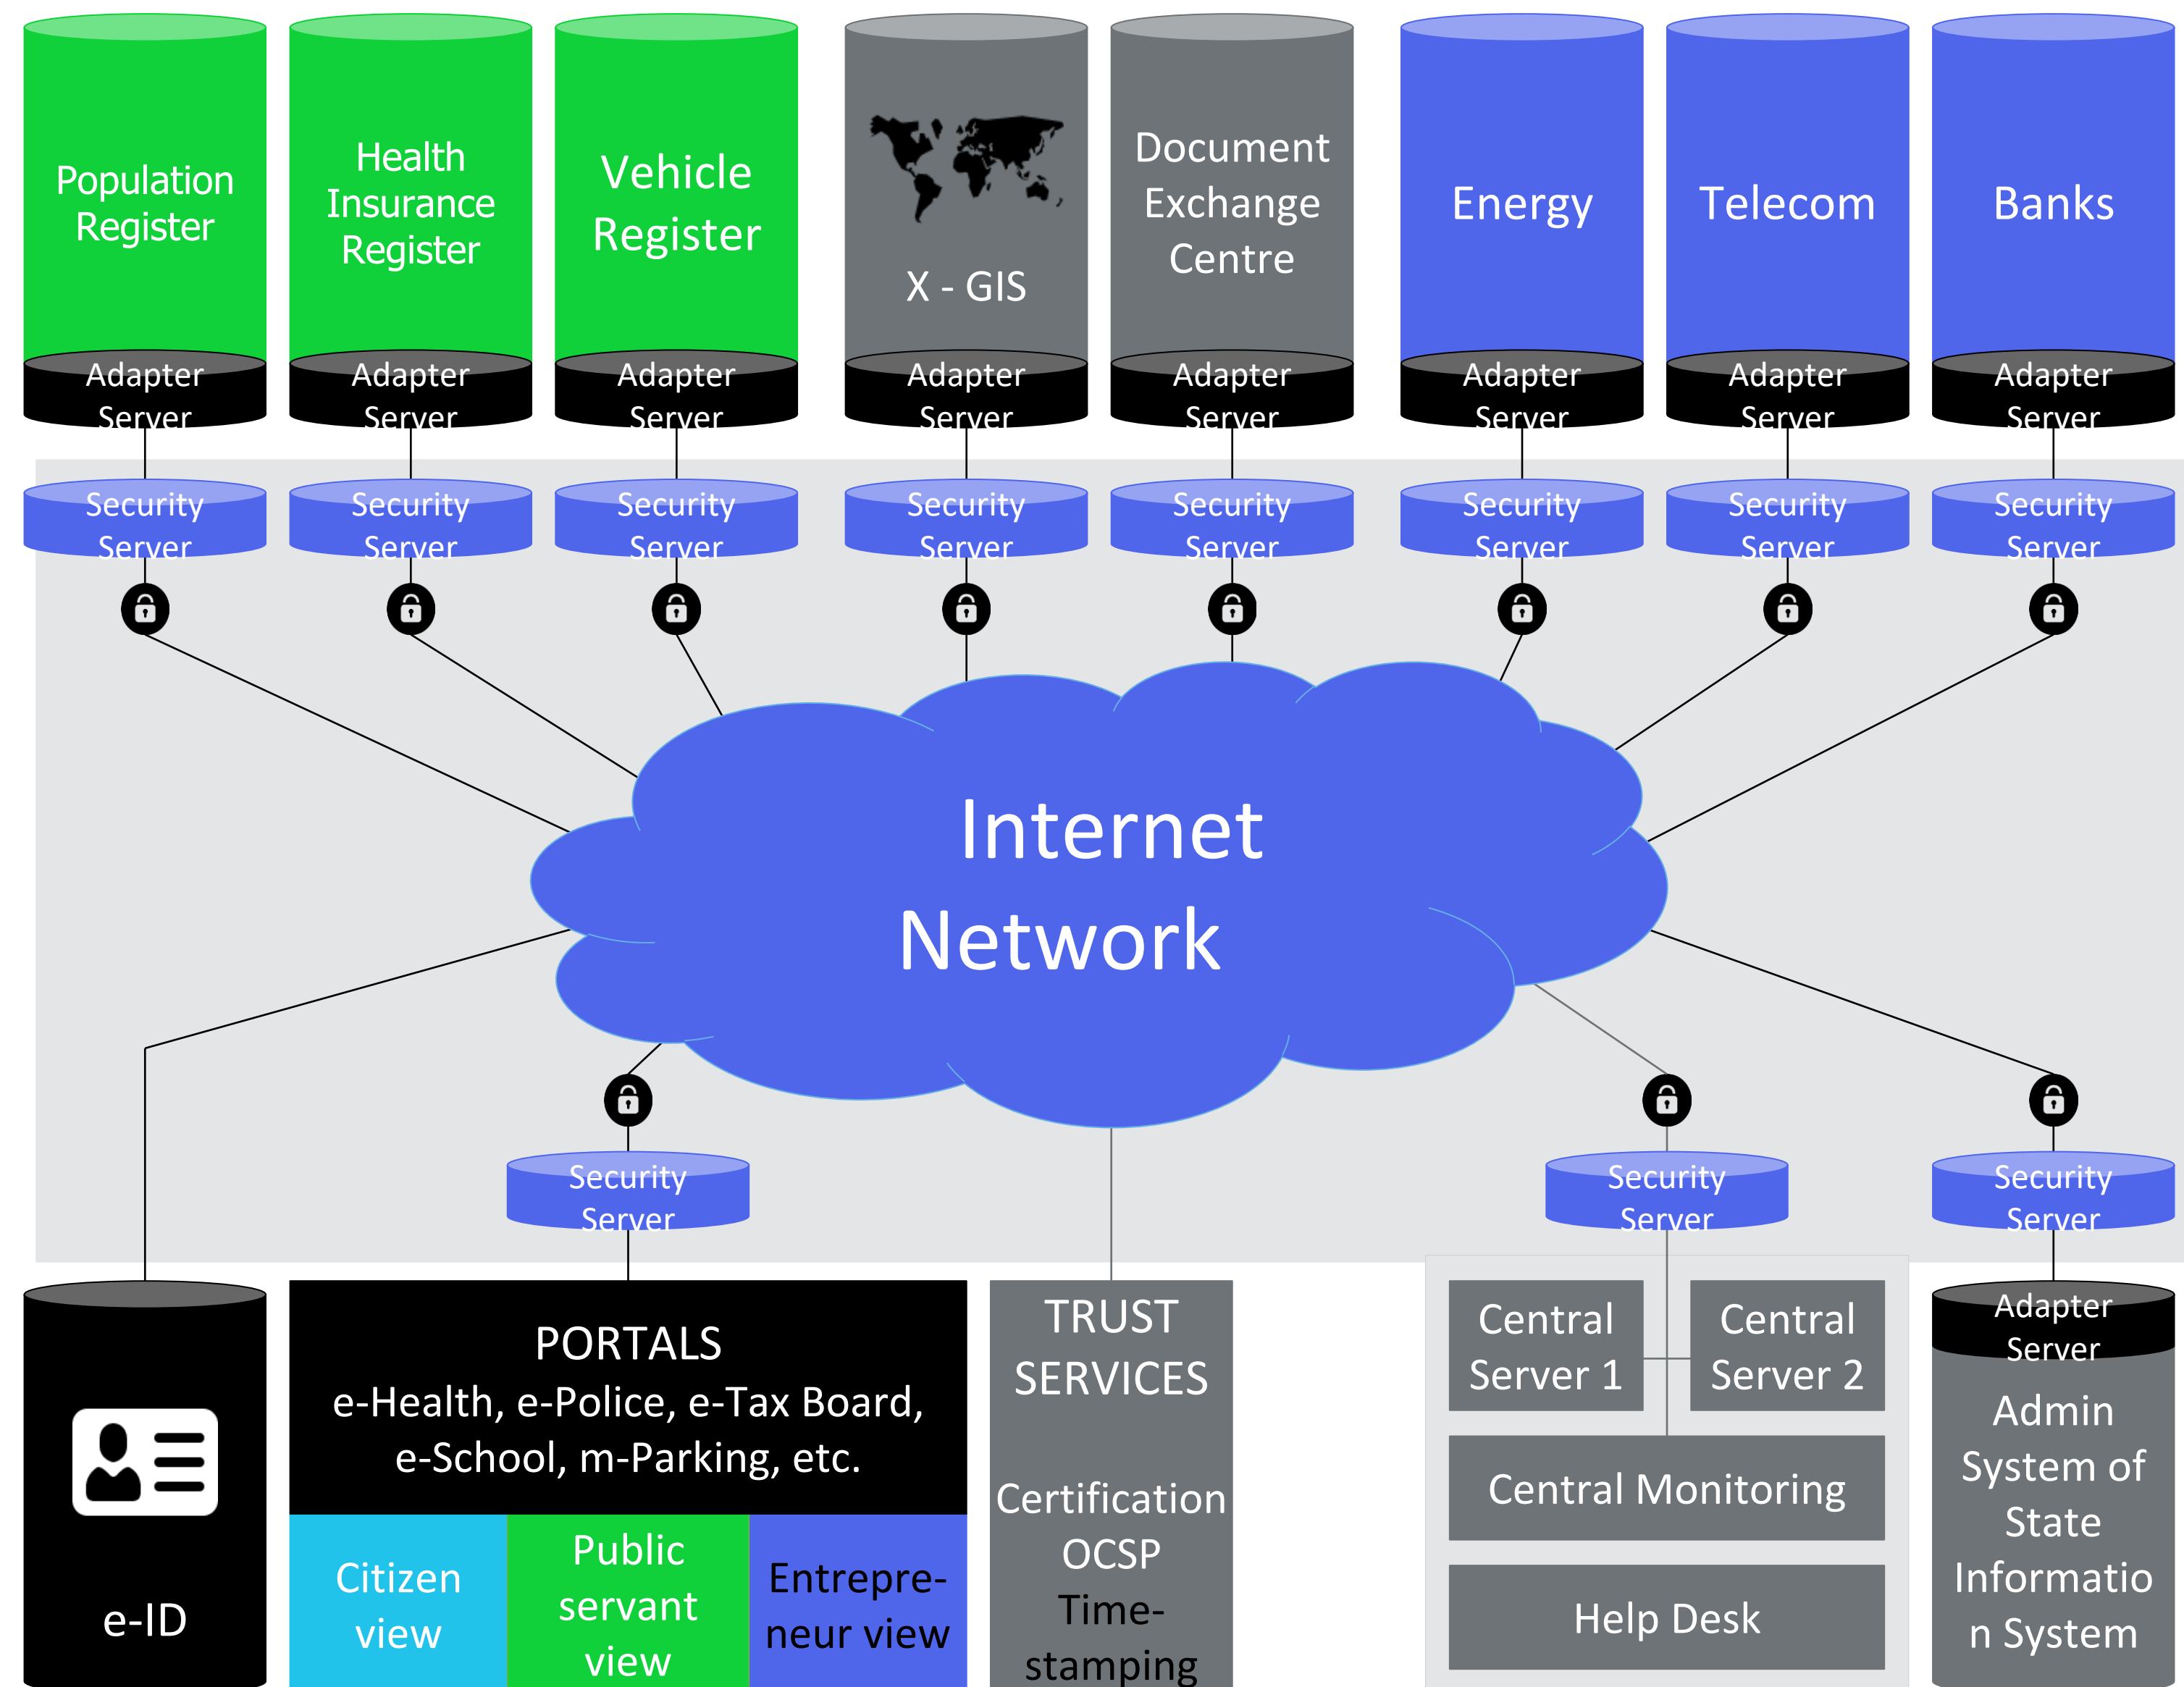 Population
Register
Health
Insurance
Register
Vehicle
Register
X - GIS
Document
Exchange
Centre
Energy
Telecom
Banks
Adapter
Server
Adapter
Server
Adapter
Server
Adapter
Server
Adapter
Server
Adapter
Server
Adapter
Server
Adapter
Server
Security
Server
Security
Server
Security
Server
Security
Server
Security
Server
Security
Server
Security
Server
Security
Server
Internet
Network
Security
Server
Security
Server
Security
Server
e-ID
PORTALS
e-Health, e-Police, e-Tax Board,
e-School, m-Parking, etc.
Citizen
view
Public
servant
view
Entrepre-
neur view
TRUST
SERVICES
Certification
OCSP
Time-
stamping
Central
Server 1
Central
Server 2
Central Monitoring
Help Desk
Adapter
Server
Admin
System of
State
Informatio
n System